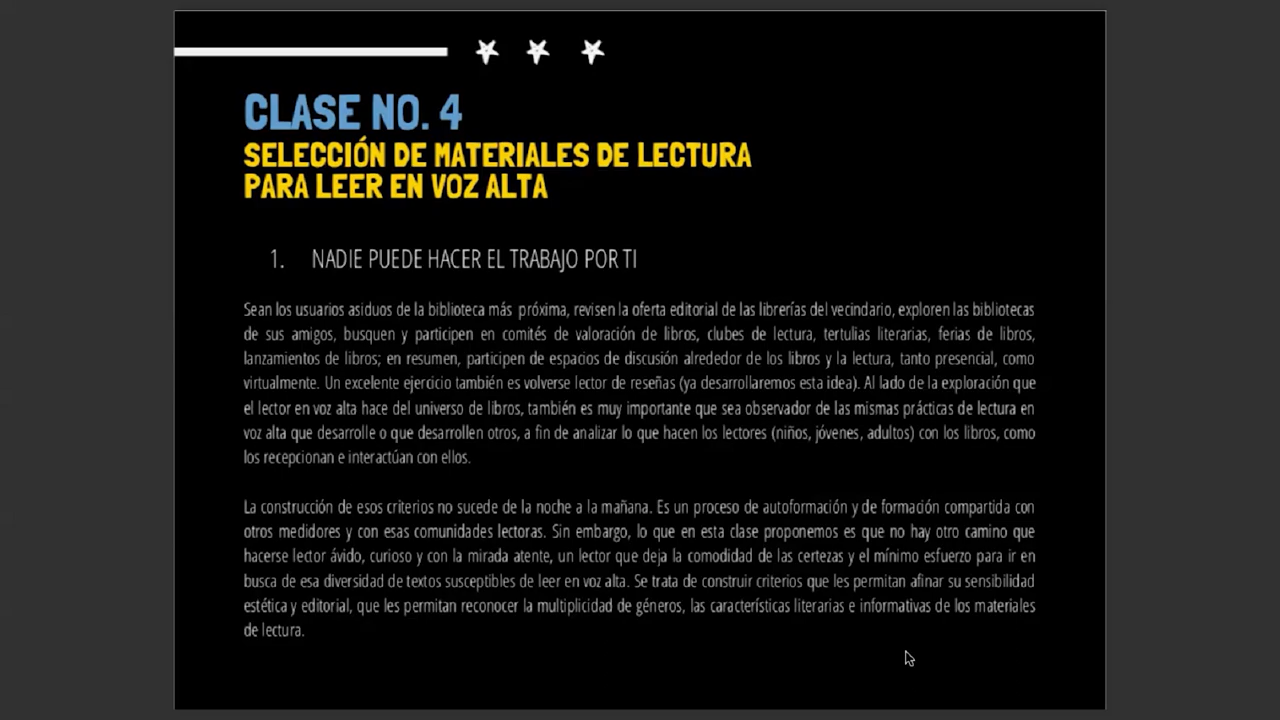 CLASE NO. 4
SELECCIÓN DE MATERIALES DE LECTURA
PARA LEER EN VOZ ALTA
1. NADIE PUEDE HACER EL TRABAJO POR TI
Sean los usuarios asiduos de la biblioteca más próxima, revisen la oferta editorial de las librerías del vecindario, exploren las bibliotecas
de sus amigos, busquen y participen en comités de valoración de libros, clubes de lectura, tertulias literarias, ferias de libros,
lanzamientos de libros; en resumen, participen de espacios de discusión alrededor de los libros y la lectura, tanto presencial, como
virtualmente. Un excelente ejercicio también es volverse lector de reseñas (ya desarrollaremos esta idea). Al lado de la exploración que
el lector en voz alta hace del universo de libros, también es muy importante que sea observador de las mismas prácticas de lectura en
voz alta que desarrolle o que desarrollen otros, a fin de analizar lo que hacen los lectores (niños, jóvenes, adultos) con los libros, como
los recepcionan e interactúan con ellos.
La construcción de esos criterios no sucede de la noche a la mañana. Es un proceso de autoformación y de formación compartida con
otros medidores y con esas comunidades lectoras. Sin embargo, lo que en esta clase proponemos es que no hay otro camino que
hacerse lector ávido, curioso y con la mirada atente, un lector que deja la comodidad de las certezas y el mínimo esfuerzo para ir en
busca de esa diversidad de textos susceptibles de leer en voz alta. Se trata de construir criterios que les permitan afinar su sensibilidad
estética y editorial, que les permitan reconocer la multiplicidad de géneros, las características literarias e informativas de los materiales
de lectura.